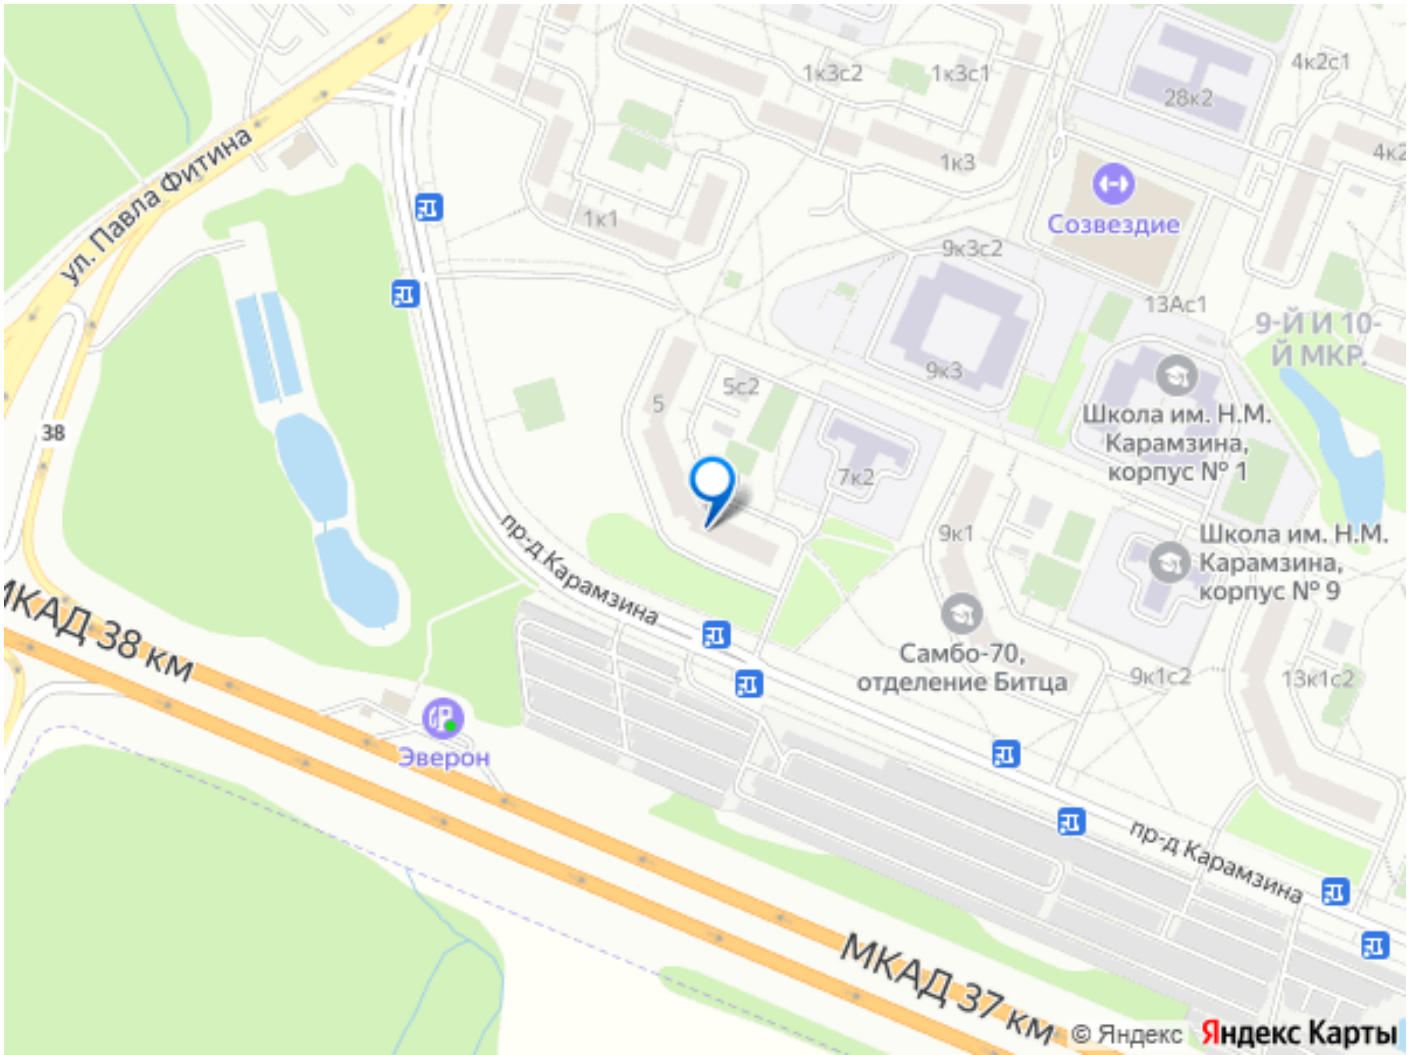 1к3с2
1к3с1
4к2с1
28к2
ул. Павла Фитина
4к2
1к3
1к1
Созвездие
9к3с2
13Ас1
9-Й И 10-
Й МКР.
38
5с2
5
9к3
Школа им. Н.М.
Карамзина,
корпус № 1
7к2
9к1
Школа им. Н.М.
Карамзина,
корпус № 9
пр-д Карамзина
МКАД 38 км
Самбо-70,
отделение Битца
9к1с2
13к1с2
Эверон
пр-д Карамзина
МКАД 37 км
© Яндекс Яндекс Карты